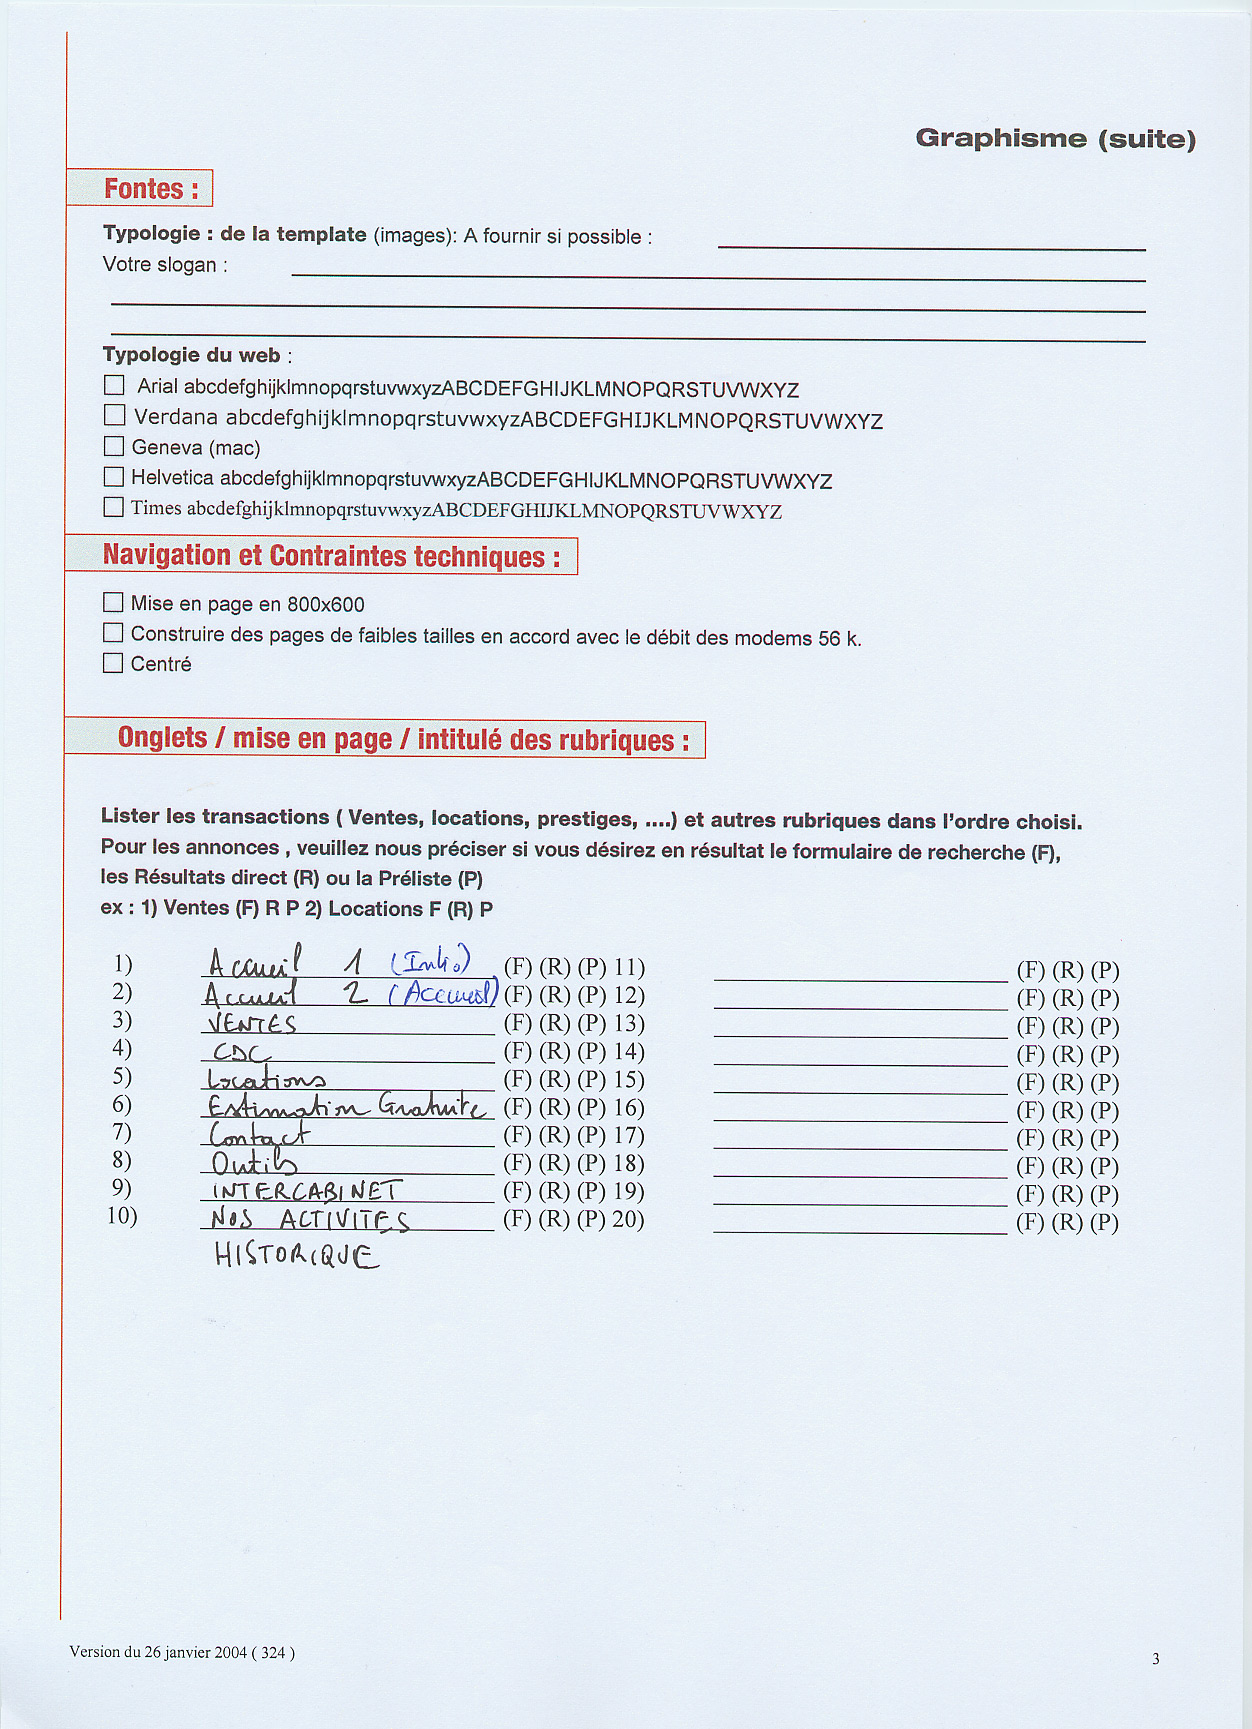 Graphisme (suite)
Fontes :
Typologie : de la template (images): A fournir si possible :
Votre slogan :
Typologie du web :
Arial abcdefghijklmnopqrstuvwxyzABCDEFGHIJKLMNOPQRSTUVWXYZ
Verdana abcdefghijklmnopqrstuvwxyzABCDEFGHIJKLMNOPQRSTUVWXYZ
Geneva (mac)
Helvetica abcdefghijklmnopqrstuvwxyzABCDEFGHIJKLMNOPQRSTUVWXYZ
Times abcdefghijklmnopqrstuvwxyzABCDEFGHIJKLMNOPQRSTUVWXYZ
Navigation et Contraintes techniques :
Mise en page en 800x600
Construire des pages de faibles tailles en accord avec le débit des modems 56 k.
Centré
Onglets / mise en page / intitulé des rubriques :
Lister les transactions ( Ventes, locations, prestiges, ....) et autres rubriques dans l'ordre choisi.
Pour les annonces , veuillez nous préciser si vous désirez en résultat le formulaire de recherche (F),
les Résultats direct (R) ou la Préliste (P)
ex : 1) Ventes (F) R P 2) Locations F (R) P
1) Accueil 1 (Intro) (F) (R) (P) 11) (F) (R) (P)
2) Accueil 2 (Accueil) (F) (R) (P) 12) (F) (R) (P)
3) VENTES (F) (R) (P) 13) (F) (R) (P)
4) CDC (F) (R) (P) 14) (F) (R) (P)
5) Locations (F) (R) (P) 15) (F) (R) (P)
6) Estimation Gratuite (F) (R) (P) 16) (F) (R) (P)
7) Contact (F) (R) (P) 17) (F) (R) (P)
8) Outils (F) (R) (P) 18) (F) (R) (P)
9) INTERCABINET (F) (R) (P) 19) (F) (R) (P)
10) NOS ACTIVITES (F) (R) (P) 20) (F) (R) (P)
HISTORIQUE
Version du 26 janvier 2004 ( 324 )
3